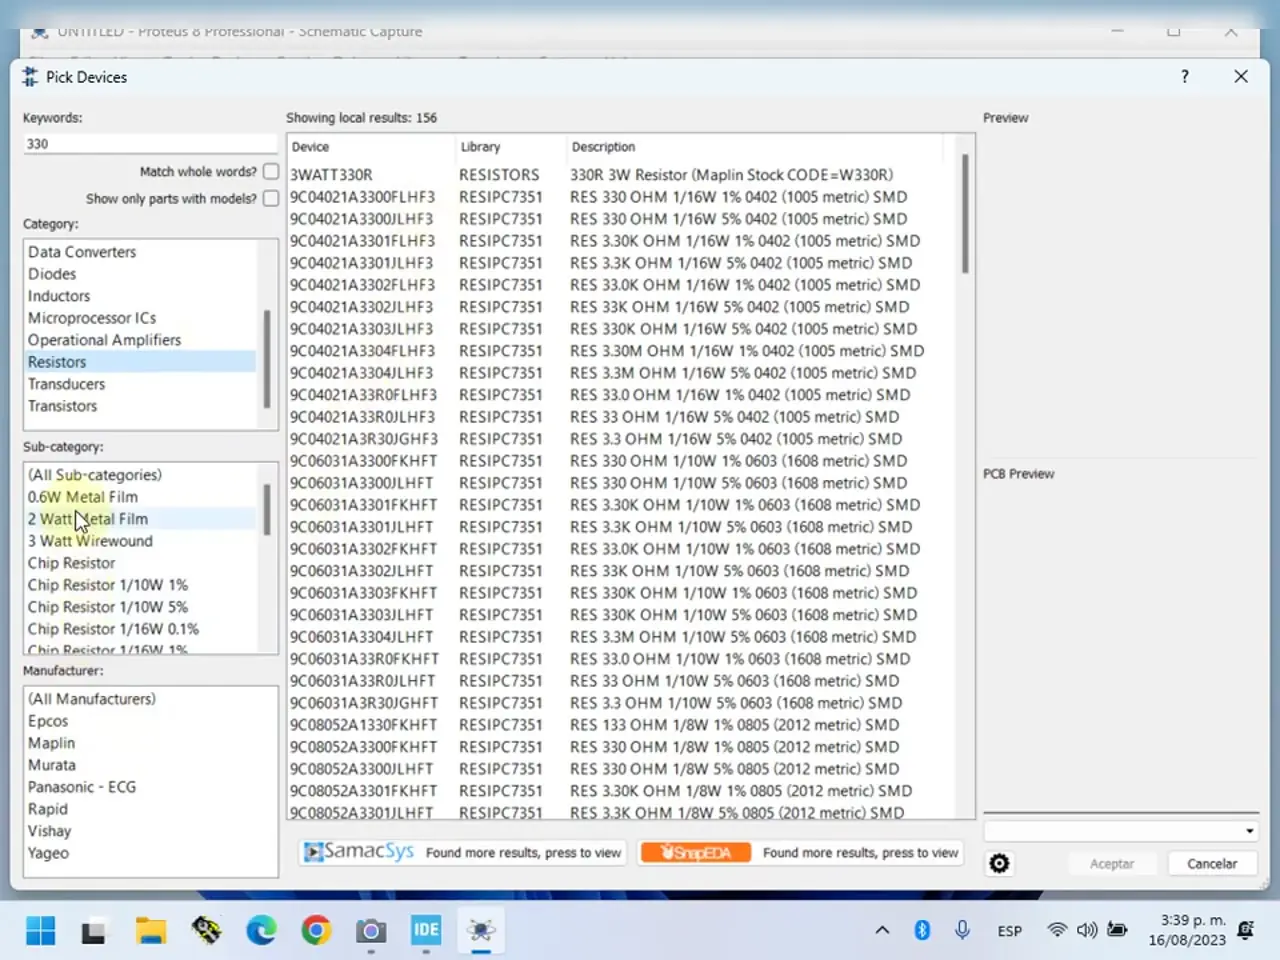 UNTITLED - Proteus 8 Professional - Schematic Capture
Pick Devices
?
Keywords:
330
Match whole words?
Show only parts with models?
Category:
Data Converters
Diodes
Inductors
Microprocessor ICs
Operational Amplifiers
Resistors
Transducers
Transistors
Sub-category:
(All Sub-categories)
0.6W Metal Film
2 Watt Metal Film
3 Watt Wirewound
Chip Resistor
Chip Resistor 1/10W 1%
Chip Resistor 1/10W 5%
Chip Resistor 1/16W 0.1%
Chip Resistor 1/16W 1%
Manufacturer:
(All Manufacturers)
Epcos
Maplin
Murata
Panasonic - ECG
Rapid
Vishay
Yageo
Showing local results: 156
Device Library Description
3WATT330R RESISTORS 330R 3W Resistor (Maplin Stock CODE=W330R)
9C04021A3300FLHF3 RESIPC7351 RES 330 OHM 1/16W 1% 0402 (1005 metric) SMD
9C04021A3300JLHF3 RESIPC7351 RES 330 OHM 1/16W 5% 0402 (1005 metric) SMD
9C04021A3301FLHF3 RESIPC7351 RES 3.30K OHM 1/16W 1% 0402 (1005 metric) SMD
9C04021A3301JLHF3 RESIPC7351 RES 3.3K OHM 1/16W 5% 0402 (1005 metric) SMD
9C04021A3302FLHF3 RESIPC7351 RES 33.0K OHM 1/16W 1% 0402 (1005 metric) SMD
9C04021A3302JLHF3 RESIPC7351 RES 33K OHM 1/16W 5% 0402 (1005 metric) SMD
9C04021A3303JLHF3 RESIPC7351 RES 330K OHM 1/16W 5% 0402 (1005 metric) SMD
9C04021A3304FLHF3 RESIPC7351 RES 3.30M OHM 1/16W 1% 0402 (1005 metric) SMD
9C04021A3304JLHF3 RESIPC7351 RES 3.3M OHM 1/16W 5% 0402 (1005 metric) SMD
9C04021A33R0FLHF3 RESIPC7351 RES 33.0 OHM 1/16W 1% 0402 (1005 metric) SMD
9C04021A33R0JLHF3 RESIPC7351 RES 33 OHM 1/16W 5% 0402 (1005 metric) SMD
9C04021A3R30JGHF3 RESIPC7351 RES 3.3 OHM 1/16W 5% 0402 (1005 metric) SMD
9C06031A3300FKHFT RESIPC7351 RES 330 OHM 1/10W 1% 0603 (1608 metric) SMD
9C06031A3300JLHFT RESIPC7351 RES 330 OHM 1/10W 5% 0603 (1608 metric) SMD
9C06031A3301FKHFT RESIPC7351 RES 3.30K OHM 1/10W 1% 0603 (1608 metric) SMD
9C06031A3301JLHFT RESIPC7351 RES 3.3K OHM 1/10W 5% 0603 (1608 metric) SMD
9C06031A3302FKHFT RESIPC7351 RES 33.0K OHM 1/10W 1% 0603 (1608 metric) SMD
9C06031A3302JLHFT RESIPC7351 RES 33K OHM 1/10W 5% 0603 (1608 metric) SMD
9C06031A3303FKHFT RESIPC7351 RES 330K OHM 1/10W 1% 0603 (1608 metric) SMD
9C06031A3303JLHFT RESIPC7351 RES 330K OHM 1/10W 5% 0603 (1608 metric) SMD
9C06031A3304JLHFT RESIPC7351 RES 3.3M OHM 1/10W 5% 0603 (1608 metric) SMD
9C06031A33R0FKHFT RESIPC7351 RES 33.0 OHM 1/10W 1% 0603 (1608 metric) SMD
9C06031A33R0JLHFT RESIPC7351 RES 33 OHM 1/10W 5% 0603 (1608 metric) SMD
9C06031A3R30JGHFT RESIPC7351 RES 3.3 OHM 1/10W 5% 0603 (1608 metric) SMD
9C08052A1330FKHFT RESIPC7351 RES 133 OHM 1/8W 1% 0805 (2012 metric) SMD
9C08052A3300FKHFT RESIPC7351 RES 330 OHM 1/8W 1% 0805 (2012 metric) SMD
9C08052A3300JLHFT RESIPC7351 RES 330 OHM 1/8W 5% 0805 (2012 metric) SMD
9C08052A3301FKHFT RESIPC7351 RES 3.30K OHM 1/8W 1% 0805 (2012 metric) SMD
9C08052A3301JLHFT RESIPC7351 RES 3.3K OHM 1/8W 5% 0805 (2012 metric) SMD
SamacSys Found more results, press to view
SnapEDA Found more results, press to view
Preview
PCB Preview
Aceptar
Cancelar
IDE
ESP
3:39 p. m.
16/08/2023